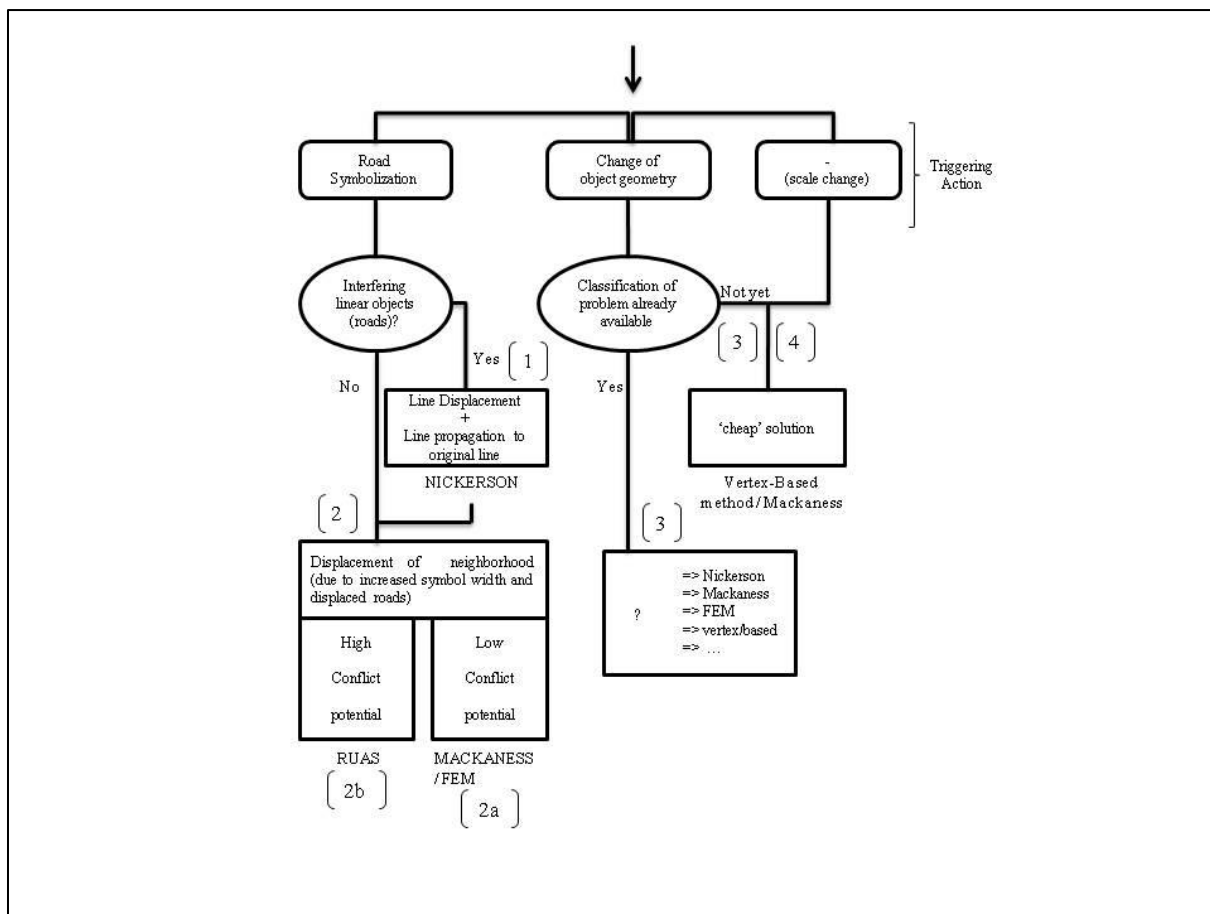 Road
Symbolization
Change of
object geometry
-
(scale change)
Triggering
Action
Interfering
linear objects
(roads)?
Classification of
problem already
available
Not yet
[ 3 ]
[ 4 ]
Yes
[ 1 ]
No
Yes
Line Displacement
+
Line propagation to
original line
NICKERSON
'cheap' solution
Vertex-Based
method/Mackaness
[ 2 ]
[ 3 ]
Displacement of neighborhood
(due to increased symbol width and
displaced roads)
?
=> Nickerson
=> Mackaness
=> FEM
=> vertex/based
=> ...
High
Conflict
potential
Low
Conflict
potential
RUAS
[ 2b ]
MACKANESS
/FEM
[ 2a ]